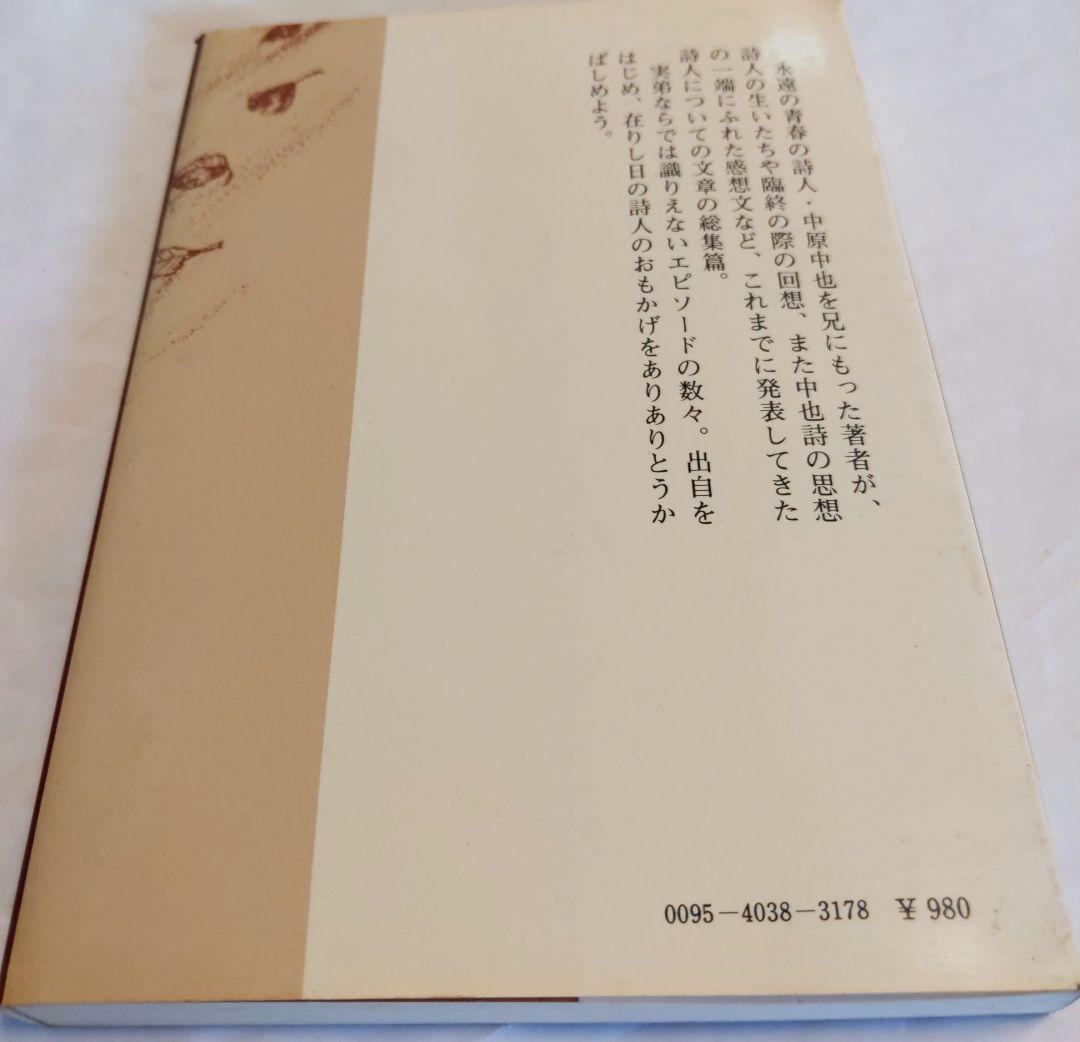 永遠の青春の詩人・中原中也を兄にもった著者が、
詩人の生いたちや臨終の際の回想、また中也詩の思想
の一端にふれた感想文など、これまでに発表してきた
詩人についての文章の総集篇。
実弟ならでは識りえないエピソードの数々。出自を
はじめ、在りし日の詩人のおもかげをありありとうか
ばしめよう。
0095-4038-3178 ¥980